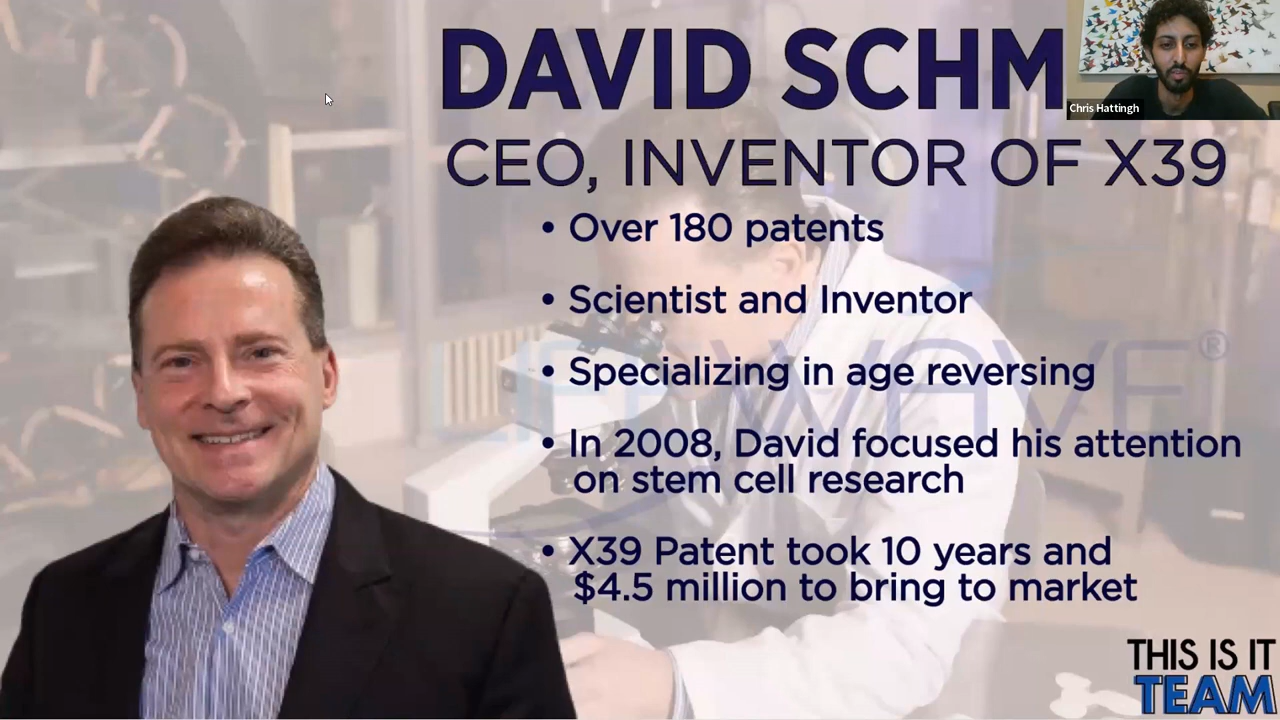 DAVID SCHM
Chris Hattingh
CEO, INVENTOR OF X39
• Over 180 patents
• Scientist and Inventor
• Specializing in age reversing
• In 2008, David focused his attention
on stem cell research
• X39 Patent took 10 years and
$4.5 million to bring to market
LIFEWAVE®
THIS IS IT
TEAM